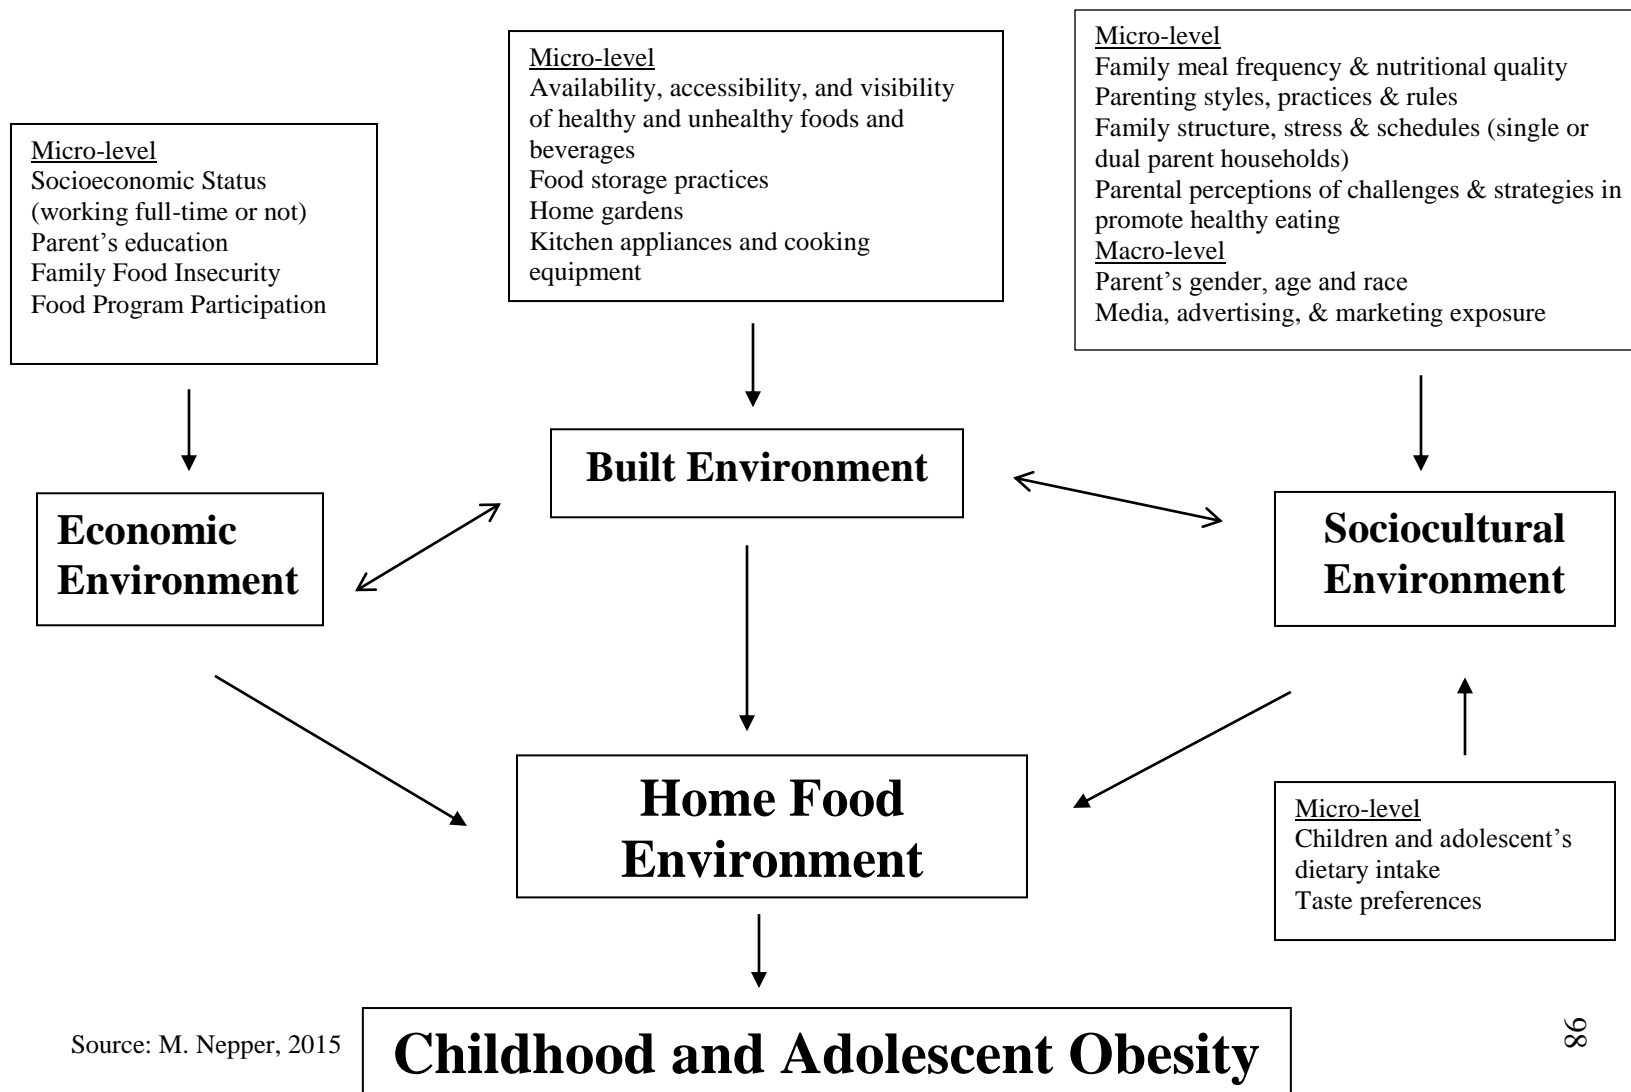 Micro-level
Socioeconomic Status
(working full-time or not)
Parent’s education
Family Food Insecurity
Food Program Participation
Micro-level
Availability, accessibility, and visibility
of healthy and unhealthy foods and
beverages
Food storage practices
Home gardens
Kitchen appliances and cooking
equipment
Micro-level
Family meal frequency & nutritional quality
Parenting styles, practices & rules
Family structure, stress & schedules (single or
dual parent households)
Parental perceptions of challenges & strategies in
promote healthy eating
Macro-level
Parent’s gender, age and race
Media, advertising, & marketing exposure
Economic
Environment
Built Environment
Sociocultural
Environment
Home Food
Environment
Micro-level
Children and adolescent’s
dietary intake
Taste preferences
Childhood and Adolescent Obesity
Source: M. Nepper, 2015
98